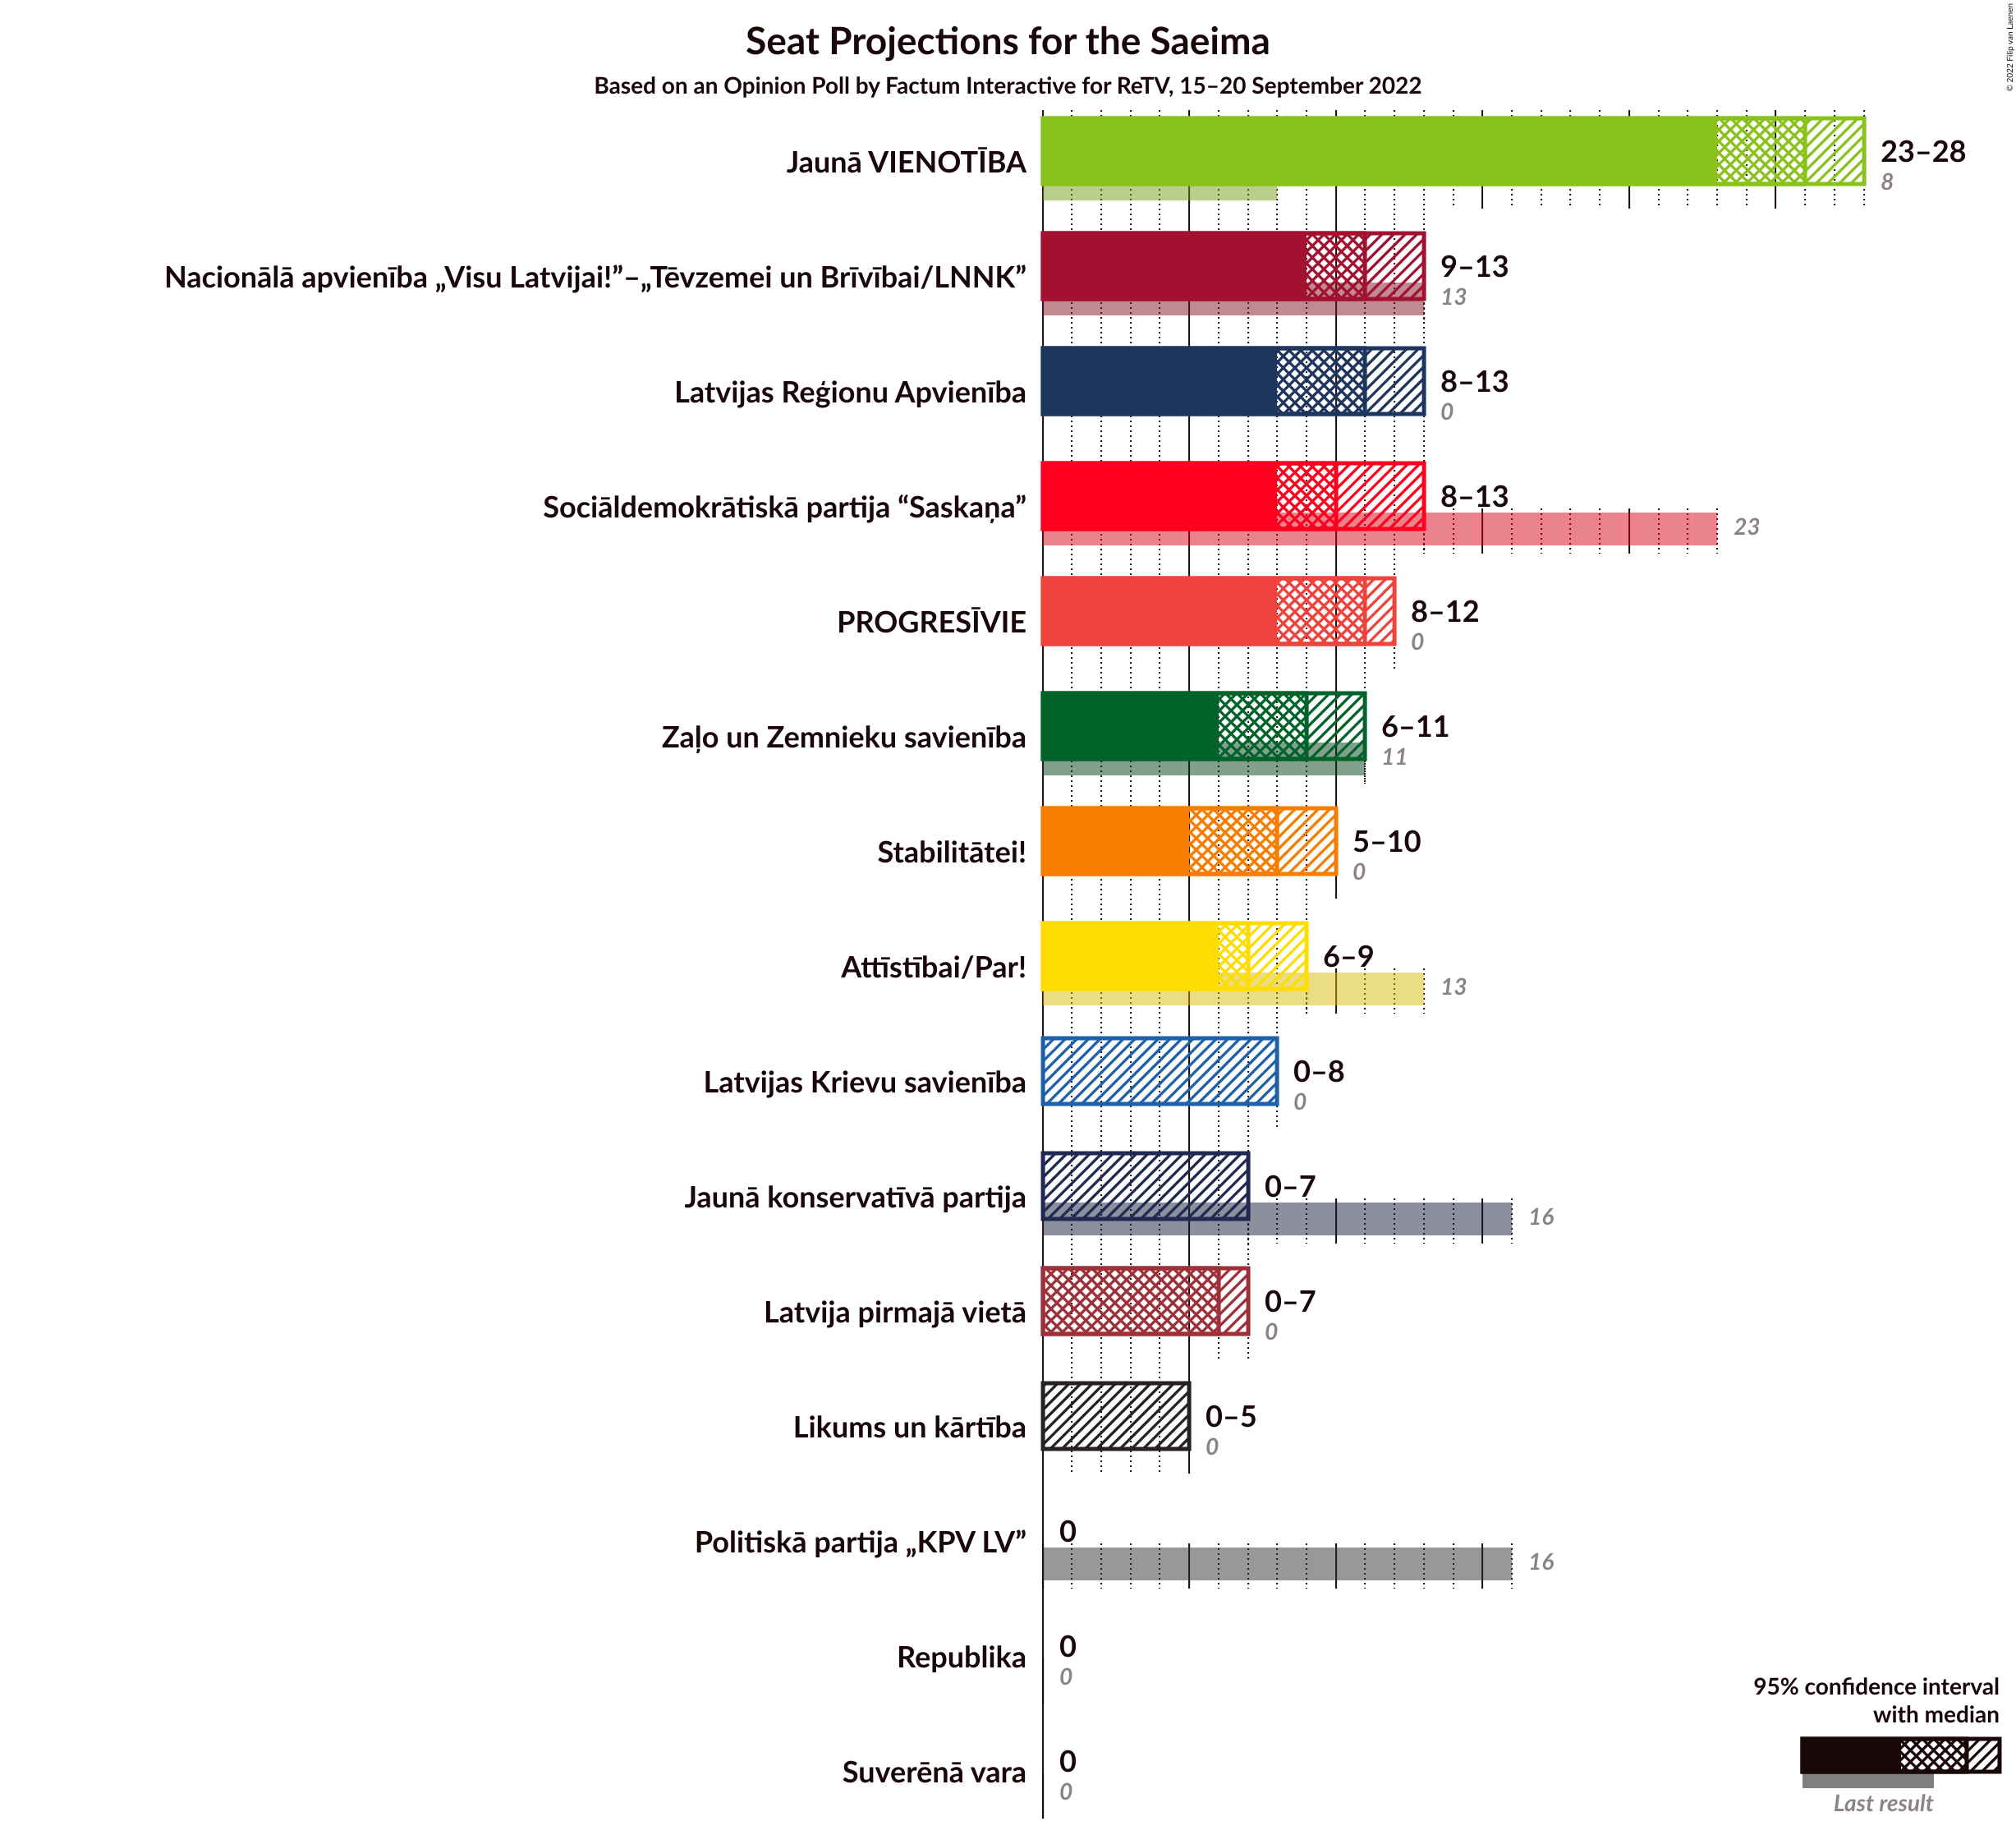 Seat Projections for the Saeima
Based on an Opinion Poll by Factum Interactive for ReTV, 15–20 September 2022
© 2022 Filip van Laenen
Jaunā VIENOTĪBA
23–28
8
Nacionālā apvienība „Visu Latvijai!”–„Tēvzemei un Brīvībai/LNNK”
9–13
13
Latvijas Reģionu Apvienība
8–13
0
Sociāldemokrātiskā partija “Saskaņa”
8–13
23
PROGRESĪVIE
8–12
0
Zaļo un Zemnieku savienība
6–11
11
Stabilitātei!
5–10
0
Attīstībai/Par!
6–9
13
Latvijas Krievu savienība
0–8
0
Jaunā konservatīvā partija
0–7
16
Latvija pirmajā vietā
0–7
0
Likums un kārtība
0–5
0
Politiskā partija „KPV LV”
0
16
Republika
0
0
Suverēnā vara
0
0
95% confidence interval
with median
Last result